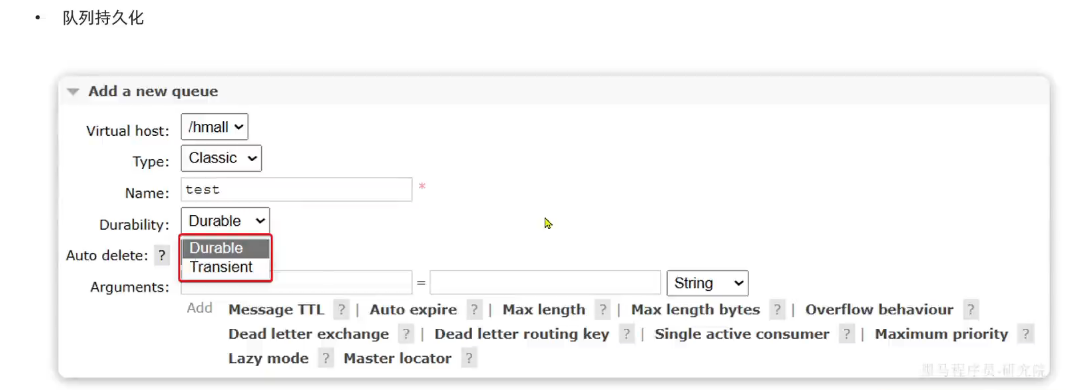 • 队列持久化
Add a new queue
Virtual host: /hmall
Type: Classic
Name: test *
Durability: Durable
Durable
Auto delete: ?
Transient
Arguments: = String
Add Message TTL ? | Auto expire ? | Max length ? | Max length bytes ? | Overflow behaviour ?
Dead letter exchange ? | Dead letter routing key ? | Single active consumer ? | Maximum priority ?
Lazy mode ? Master locator ?
黑马程序员-研究院